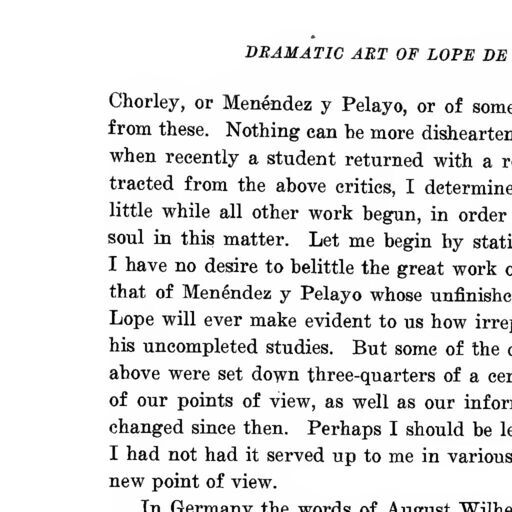 DRAMATIC ART OF LOPE DE
Chorley, or Menéndez y Pelayo, or of some
from these. Nothing can be more dishearten
when recently a student returned with a r
tracted from the above critics, I determine
little while all other work begun, in order
soul in this matter. Let me begin by stati
I have no desire to belittle the great work o
that of Menéndez y Pelayo whose unfinishe
Lope will ever make evident to us how irrep
his uncompleted studies. But some of the
above were set down three-quarters of a cen
of our points of view, as well as our infor
changed since then. Perhaps I should be le
I had not had it served up to me in various
new point of view.
In Germany the words of August Wilhe